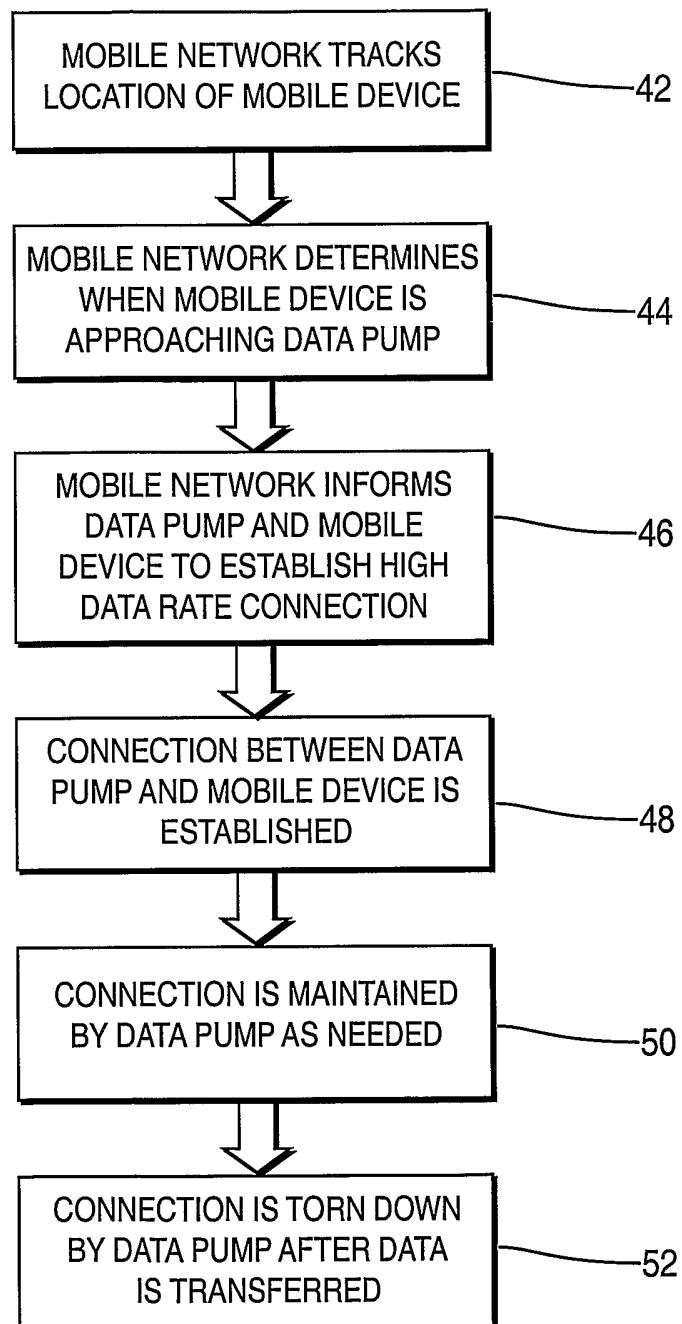 MOBILE NETWORK TRACKS
LOCATION OF MOBILE DEVICE
42
MOBILE NETWORK DETERMINES
WHEN MOBILE DEVICE IS
APPROACHING DATA PUMP
44
MOBILE NETWORK INFORMS
DATA PUMP AND MOBILE
DEVICE TO ESTABLISH HIGH
DATA RATE CONNECTION
46
CONNECTION BETWEEN DATA
PUMP AND MOBILE DEVICE IS
ESTABLISHED
48
CONNECTION IS MAINTAINED
BY DATA PUMP AS NEEDED
50
CONNECTION IS TORN DOWN
BY DATA PUMP AFTER DATA
IS TRANSFERRED
52